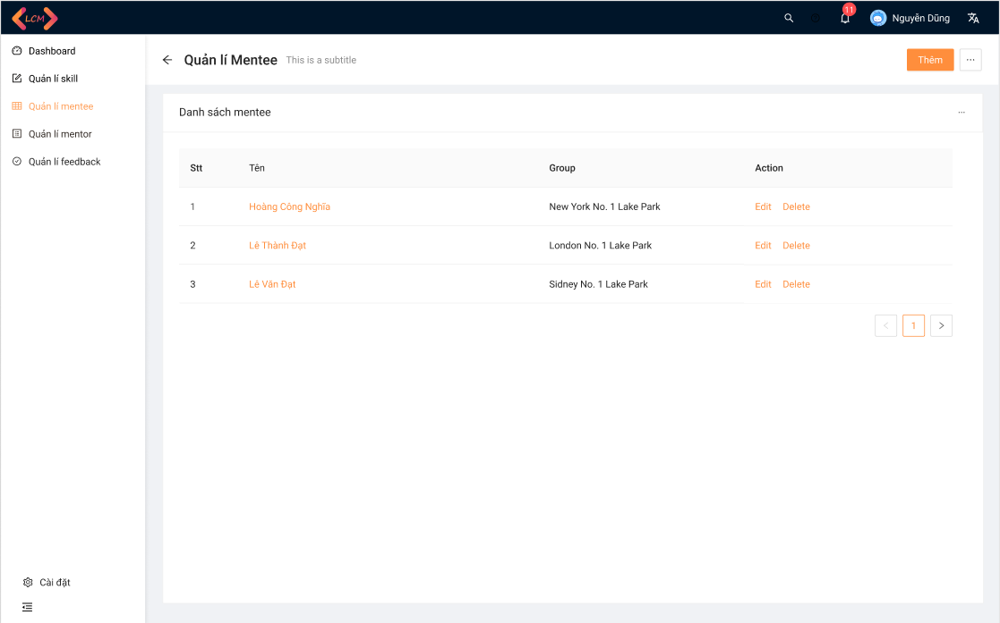 LCM
11
Nguyễn Dũng
Dashboard
Quản lí skill
Quản lí mentee
Quản lí mentor
Quản lí feedback
Cài đặt
Quản lí Mentee This is a subtitle
Thêm
Danh sách mentee
Stt Tên Group Action
1 Hoàng Công Nghĩa New York No. 1 Lake Park Edit Delete
2 Lê Thành Đạt London No. 1 Lake Park Edit Delete
3 Lê Văn Đạt Sidney No. 1 Lake Park Edit Delete
1